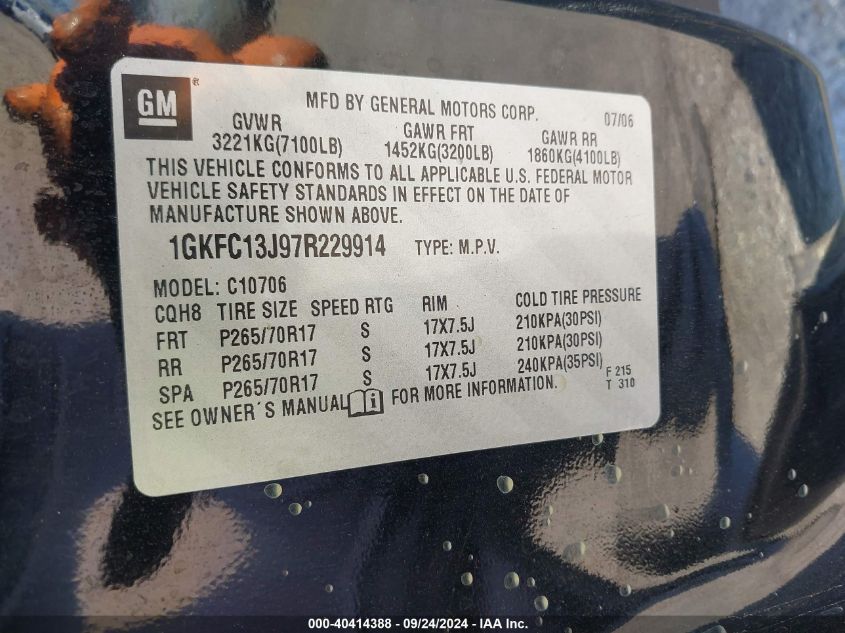 GM ®
MFD BY GENERAL MOTORS CORP. 07/06
GVWR GAWR FRT GAWR RR
3221KG(7100LB) 1452KG(3200LB) 1860KG(4100LB)
THIS VEHICLE CONFORMS TO ALL APPLICABLE U.S. FEDERAL MOTOR
VEHICLE SAFETY STANDARDS IN EFFECT ON THE DATE OF
MANUFACTURE SHOWN ABOVE.
1GKFC13J97R229914 TYPE: M.P.V.
MODEL: C10706
CQH8 TIRE SIZE SPEED RTG RIM COLD TIRE PRESSURE
FRT P265/70R17 S 17X7.5J 210KPA(30PSI)
RR P265/70R17 S 17X7.5J 210KPA(30PSI)
SPA P265/70R17 S 17X7.5J 240KPA(35PSI)
SEE OWNER´S MANUAL i FOR MORE INFORMATION.
F 215
T 310
000-40414388 - 09/24/2024 - IAA Inc.